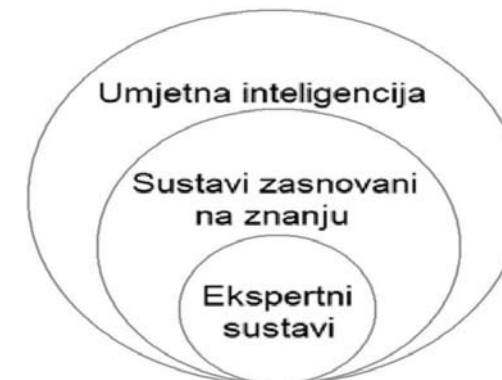 Umjetna inteligencija
Sustavi zasnovani
na znanju
Ekspertni
sustavi